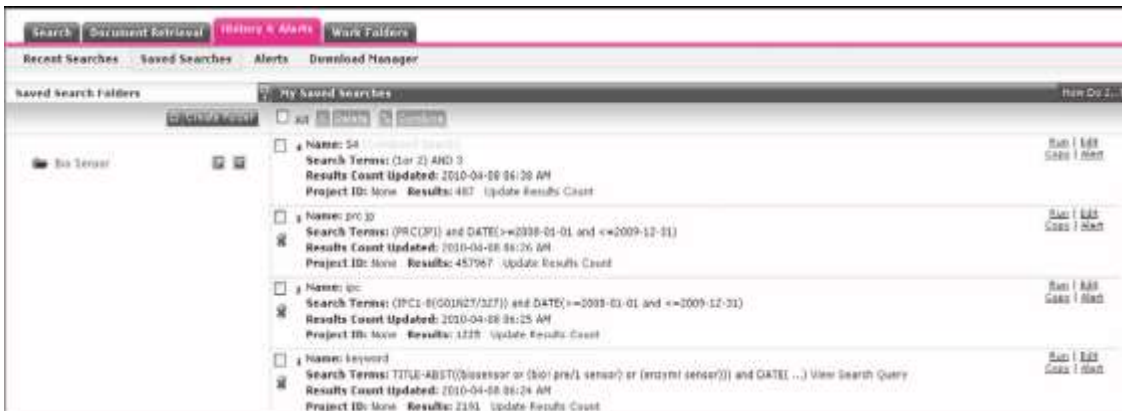 Search Document Retrieval History & Alerts Work Folders
Recent Searches Saved Searches Alerts Download Manager
Saved Search Folders My Saved Searches How Do I...
Create Folder All Delete Combine
Name: S4
Search Terms: (1or 2) AND 3
Results Count Updated: 2010-04-08 06:38 AM
Project ID: None Results: 487 Update Results Count
Run | Edit
Copy | Alert
Bio Sensor
Name: prc jp
Search Terms: (PRC(JP)) and DATE(>=2008-01-01 and <=2009-12-31)
Results Count Updated: 2010-04-08 06:26 AM
Project ID: None Results: 457967 Update Results Count
Run | Edit
Copy | Alert
Name: ipc
Search Terms: (IPC1-8(G01N27/327)) and DATE(>=2008-01-01 and <=2009-12-31)
Results Count Updated: 2010-04-08 06:25 AM
Project ID: None Results: 1225 Update Results Count
Run | Edit
Copy | Alert
Name: keyword
Search Terms: TITLE-ABST((biosensor or (bio! pre/1 sensor) or (enzym! sensor))) and DATE( ...) View Search Query
Results Count Updated: 2010-04-08 06:24 AM
Project ID: None Results: 2191 Update Results Count
Run | Edit
Copy | Alert